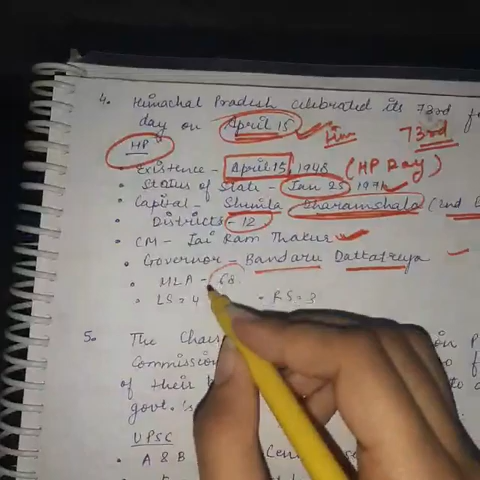 4. Himachal Pradesh celebrated its 73rd
day on April 15 Him 73rd
HP
• Existence - April 15, 1948 (HP Day)
• Status of State - Jan 25, 1971
• Capital - Shimla Dharamshala (2nd
• Districts - 12
• CM - Jai Ram Thakur
• Governor - Bandaru Dattatreya
• MLA - 68
• LS = 4 • RS = 3
5. The Chair P
Commission
of their
govt.'s
UPSC
• A & B